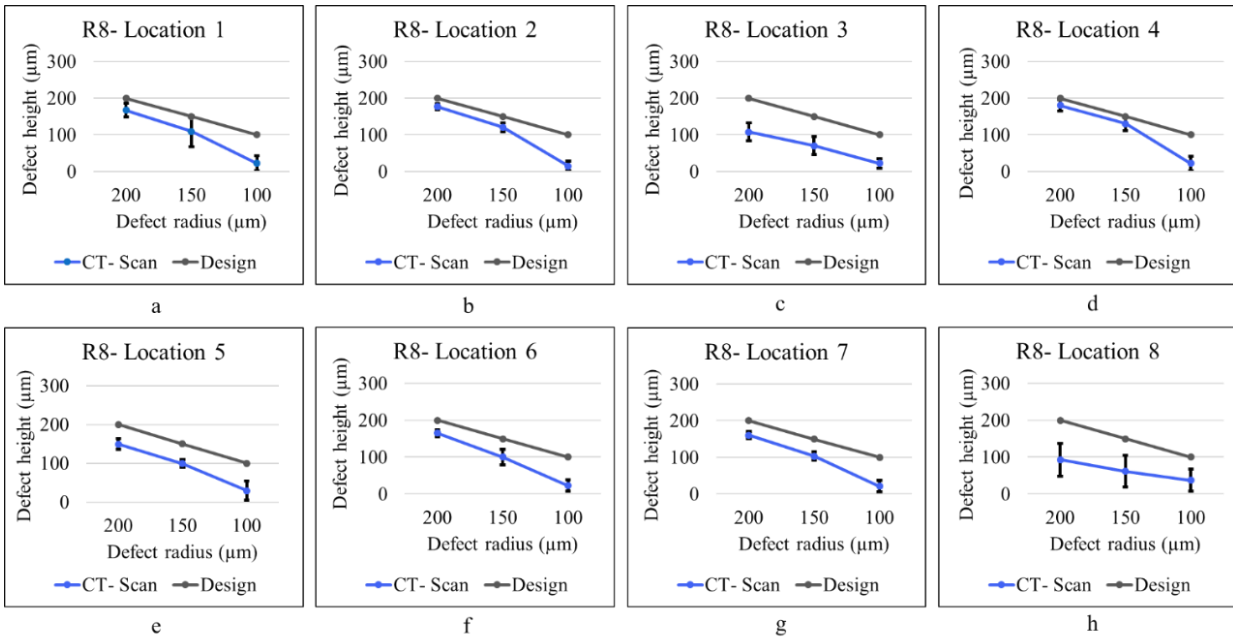 R8- Location 1
Defect height (µm)
300
200
100
0
200 150 100
Defect radius (µm)
CT- Scan Design
a
R8- Location 2
Defect height (µm)
300
200
100
0
200 150 100
Defect radius (µm)
CT- Scan Design
b
R8- Location 3
Defect height (µm)
300
200
100
0
200 150 100
Defect radius (µm)
CT- Scan Design
c
R8- Location 4
Defect height (µm)
300
200
100
0
200 150 100
Defect radius (µm)
CT- Scan Design
d
R8- Location 5
Defect height (µm)
300
200
100
0
200 150 100
Defect radius (µm)
CT- Scan Design
e
R8- Location 6
Defect height (µm)
300
200
100
0
200 150 100
Defect radius (µm)
CT- Scan Design
f
R8- Location 7
Defect height (µm)
300
200
100
0
200 150 100
Defect radius (µm)
CT- Scan Design
g
R8- Location 8
Defect height (µm)
300
200
100
0
200 150 100
Defect radius (µm)
CT- Scan Design
h